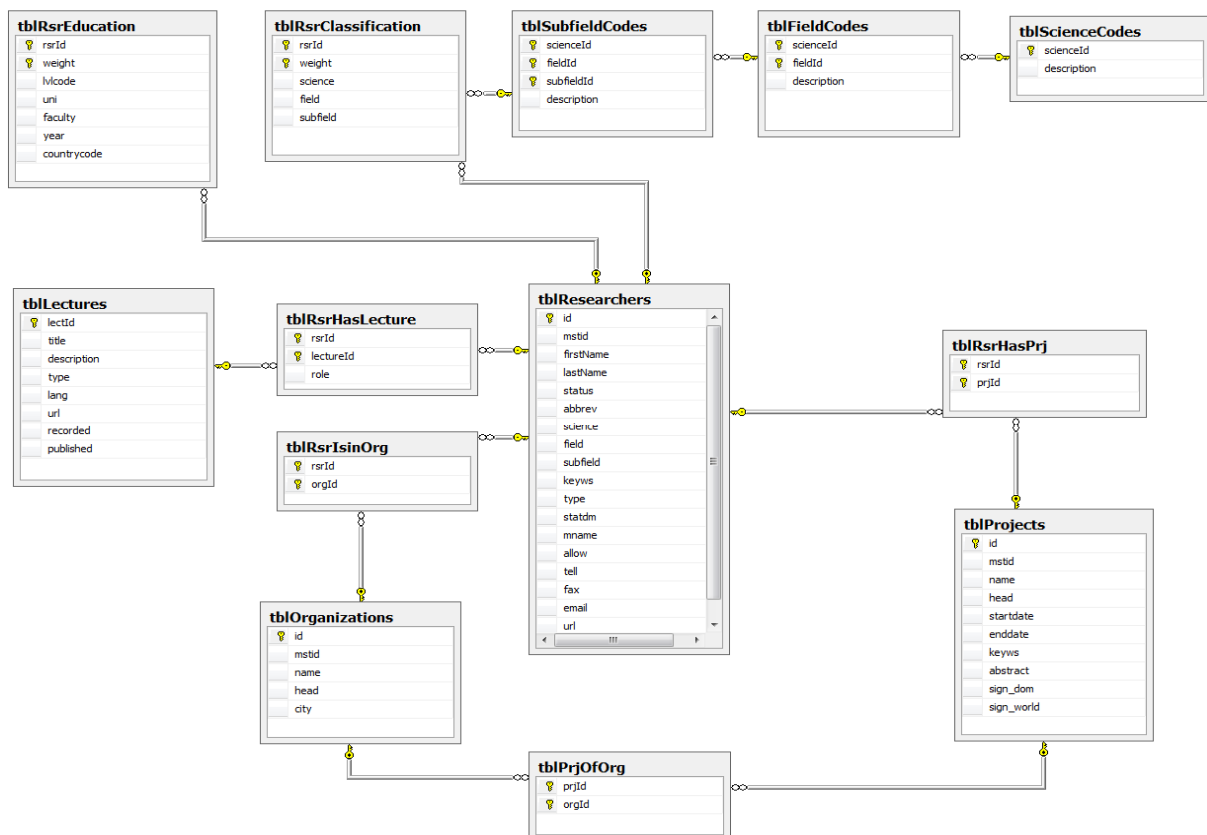 tblRsrEducation
rsrId
weight
lvlcode
uni
faculty
year
countrycode
tblRsrClassification
rsrId
weight
science
field
subfield
tblSubfieldCodes
scienceId
fieldId
subfieldId
description
tblFieldCodes
scienceId
fieldId
description
tblScienceCodes
scienceId
description
tblLectures
lectId
title
description
type
lang
url
recorded
published
tblRsrHasLecture
rsrId
lectureId
role
tblRsrIsinOrg
rsrId
orgId
tblResearchers
id
mstid
firstName
lastName
status
abbrev
science
field
subfield
keyws
type
statdm
mname
allow
tell
fax
email
url
tblRsrHasPrj
rsrId
prjId
tblProjects
id
mstid
name
head
startdate
enddate
keyws
abstract
sign_dom
sign_world
tblOrganizations
id
mstid
name
head
city
tblPrjOfOrg
prjId
orgId